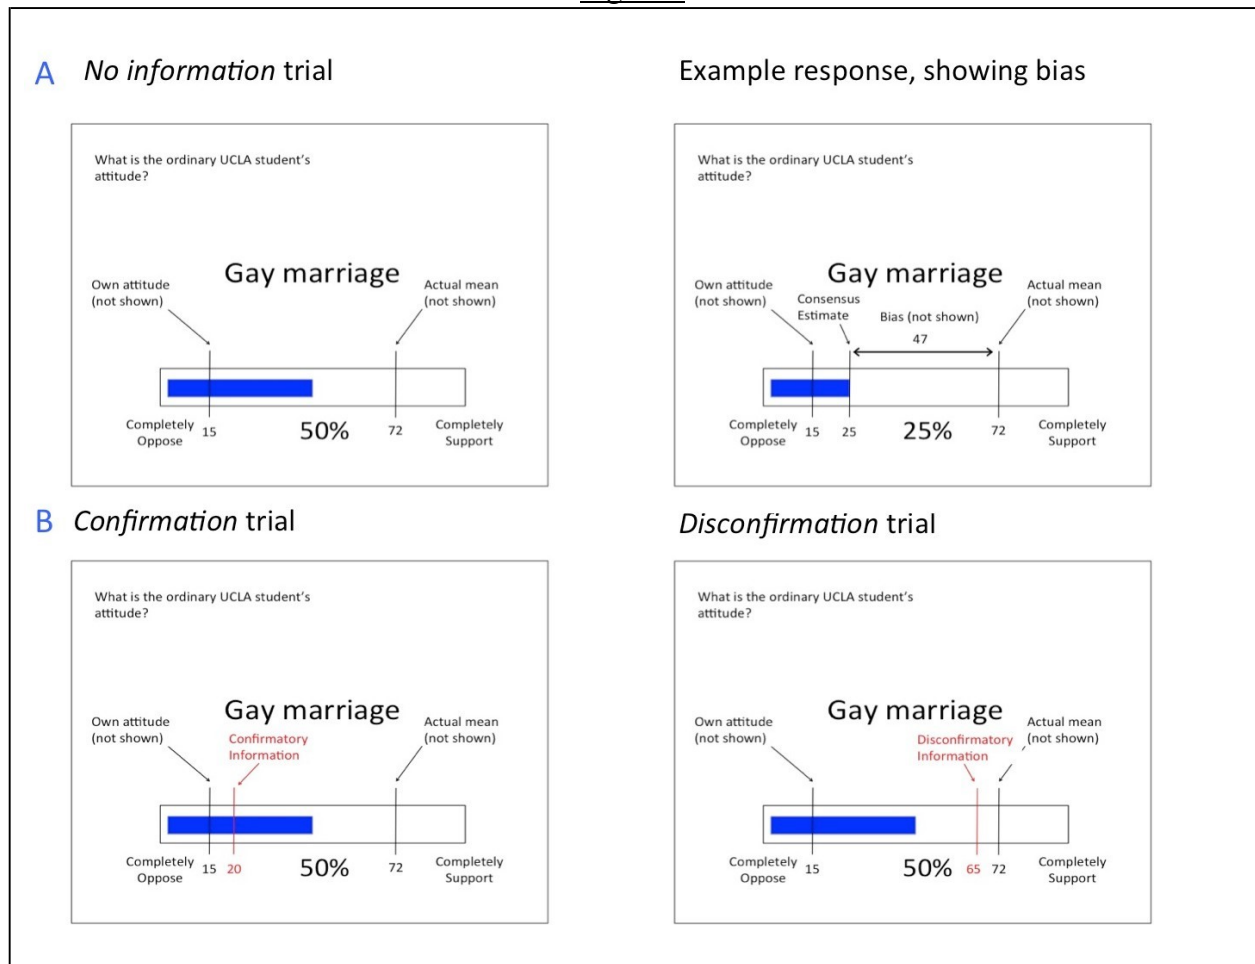 A No information trial
Example response, showing bias
What is the ordinary UCLA student's
attitude?
Gay marriage
Own attitude
(not shown)
Actual mean
(not shown)
Completely
Oppose
15
50%
72
Completely
Support
What is the ordinary UCLA student's
attitude?
Gay marriage
Own attitude
(not shown)
Consensus
Estimate
Bias (not shown)
47
Actual mean
(not shown)
Completely
Oppose
15
25
25%
72
Completely
Support
B Confirmation trial
Disconfirmation trial
What is the ordinary UCLA student's
attitude?
Gay marriage
Own attitude
(not shown)
Confirmatory
Information
Actual mean
(not shown)
Completely
Oppose
15
20
50%
72
Completely
Support
What is the ordinary UCLA student's
attitude?
Gay marriage
Own attitude
(not shown)
Disconfirmatory
Information
Actual mean
(not shown)
Completely
Oppose
15
50%
65
72
Completely
Support